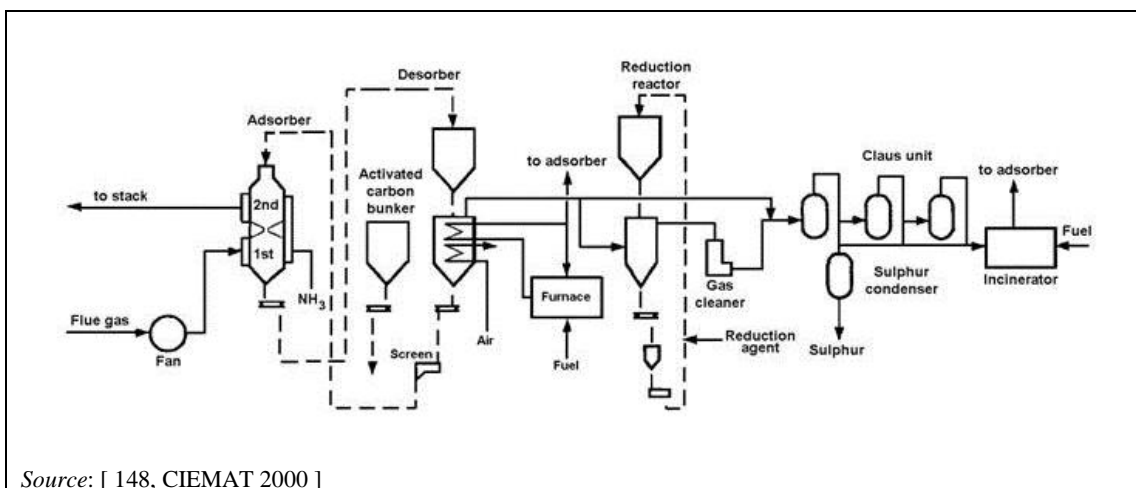 Desorber
Reduction
reactor
Adsorber
Activated
carbon
bunker
to adsorber
Claus unit
to adsorber
to stack
2nd
1st
NH3
Flue gas
Fan
Screen
Air
Furnace
Fuel
Gas
cleaner
Reduction
agent
Sulphur
condenser
Sulphur
Fuel
Incinerator
Source: [ 148, CIEMAT 2000 ]